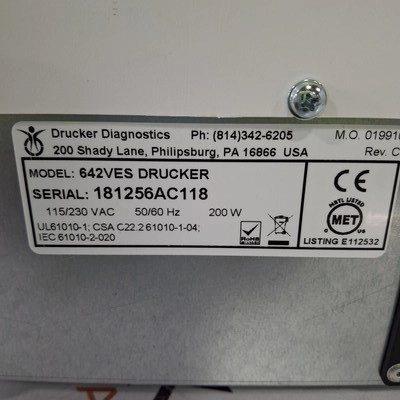 Drucker Diagnostics Ph: (814)342-6205 M.O. 019910
200 Shady Lane, Philipsburg, PA 16866 USA Rev. C
MODEL: 642VES DRUCKER
SERIAL: 181256AC118
115/230 VAC 50/60 Hz 200 W
UL61010-1; CSA C22.2 61010-1-04;
IEC 61010-2-020
CE
NRTL LISTED
MET
C US
LISTING E112532